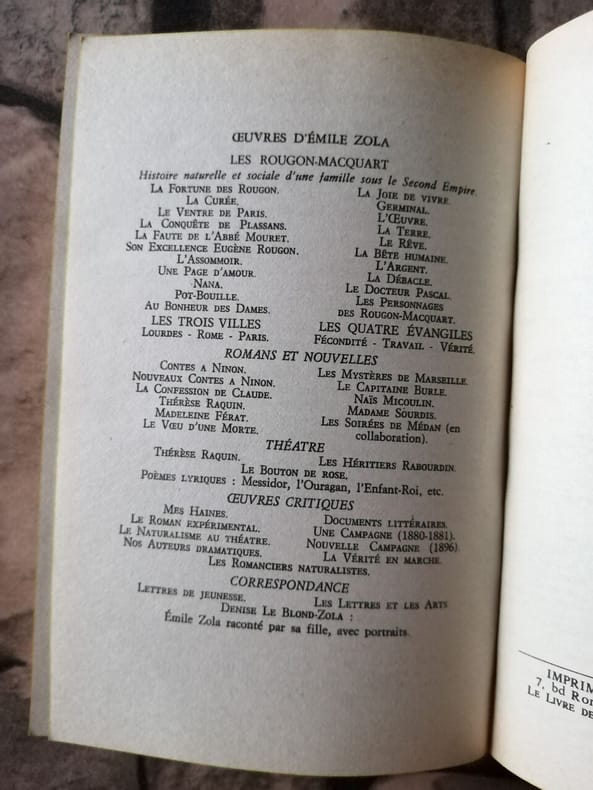 ŒUVRES D'ÉMILE ZOLA
LES ROUGON-MACQUART
Histoire naturelle et sociale d'une famille sous le Second Empire.
LA FORTUNE DES ROUGON.
LA CURÉE.
LE VENTRE DE PARIS.
LA CONQUÊTE DE PLASSANS.
LA FAUTE DE L'ABBÉ MOURET.
SON EXCELLENCE EUGÈNE ROUGON.
L'ASSOMMOIR.
UNE PAGE D'AMOUR.
NANA.
POT-BOUILLE.
AU BONHEUR DES DAMES.
LA JOIE DE VIVRE.
GERMINAL.
L'ŒUVRE.
LA TERRE.
LE RÊVE.
LA BÊTE HUMAINE.
L'ARGENT.
LA DÉBÂCLE.
LE DOCTEUR PASCAL.
LES PERSONNAGES
DES ROUGON-MACQUART.
LES TROIS VILLES
LOURDES - ROME - PARIS.
LES QUATRE ÉVANGILES
FÉCONDITÉ - TRAVAIL - VÉRITÉ.
ROMANS ET NOUVELLES
CONTES A NINON.
NOUVEAUX CONTES A NINON.
LA CONFESSION DE CLAUDE.
THÉRÈSE RAQUIN.
MADELEINE FÉRAT.
LE VŒU D'UNE MORTE.
LES MYSTÈRES DE MARSEILLE.
LE CAPITAINE BURLE.
NAÏS MICOULIN.
MADAME SOURDIS.
LES SOIRÉES DE MÉDAN (en
collaboration).
THÉATRE
THÉRÈSE RAQUIN.
LES HÉRITIERS RABOURDIN.
LE BOUTON DE ROSE.
POÈMES LYRIQUES : Messidor, l'Ouragan, l'Enfant-Roi, etc.
ŒUVRES CRITIQUES
MES HAINES.
LE ROMAN EXPÉRIMENTAL.
LE NATURALISME AU THÉATRE.
NOS AUTEURS DRAMATIQUES.
DOCUMENTS LITTÉRAIRES.
UNE CAMPAGNE (1880-1881).
NOUVELLE CAMPAGNE (1896)
LA VÉRITÉ EN MARCHE.
LES ROMANCIERS NATURALISTES.
CORRESPONDANCE
LETTRES DE JEUNESSE.
LES LETTRES ET LES ARTS
DENISE LE BLOND-ZOLA :
Émile Zola raconté par sa fille, avec portraits.
IMPRIM
7, bd Ro
LE LIVRE DE